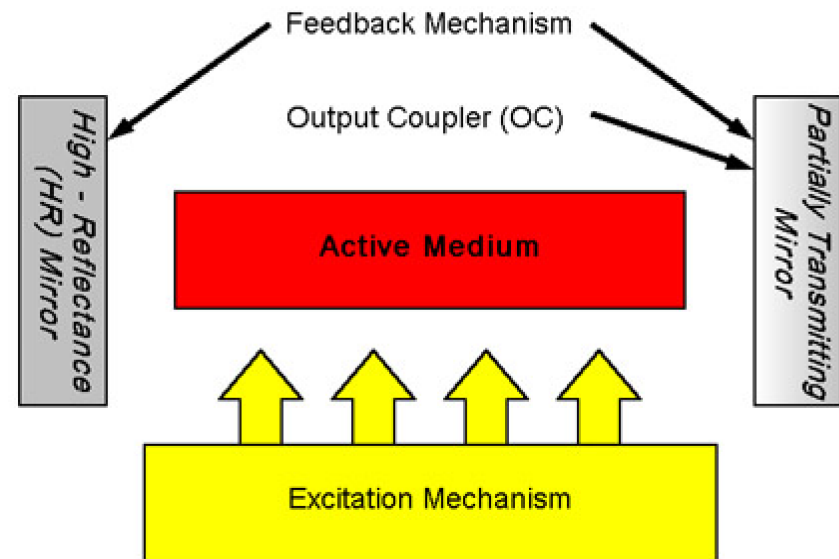 Feedback Mechanism
Output Coupler (OC)
High - Reflectance
(HR) Mirror
Partially Transmitting
Mirror
Active Medium
Excitation Mechanism